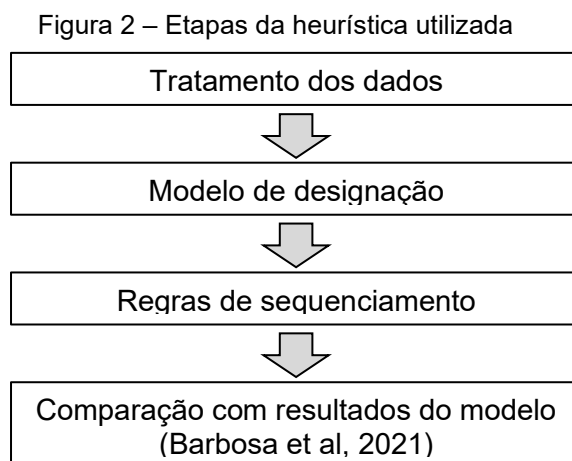 Figura 2 – Etapas da heurística utilizada
Tratamento dos dados
Modelo de designação
Regras de sequenciamento
Comparação com resultados do modelo
(Barbosa et al, 2021)